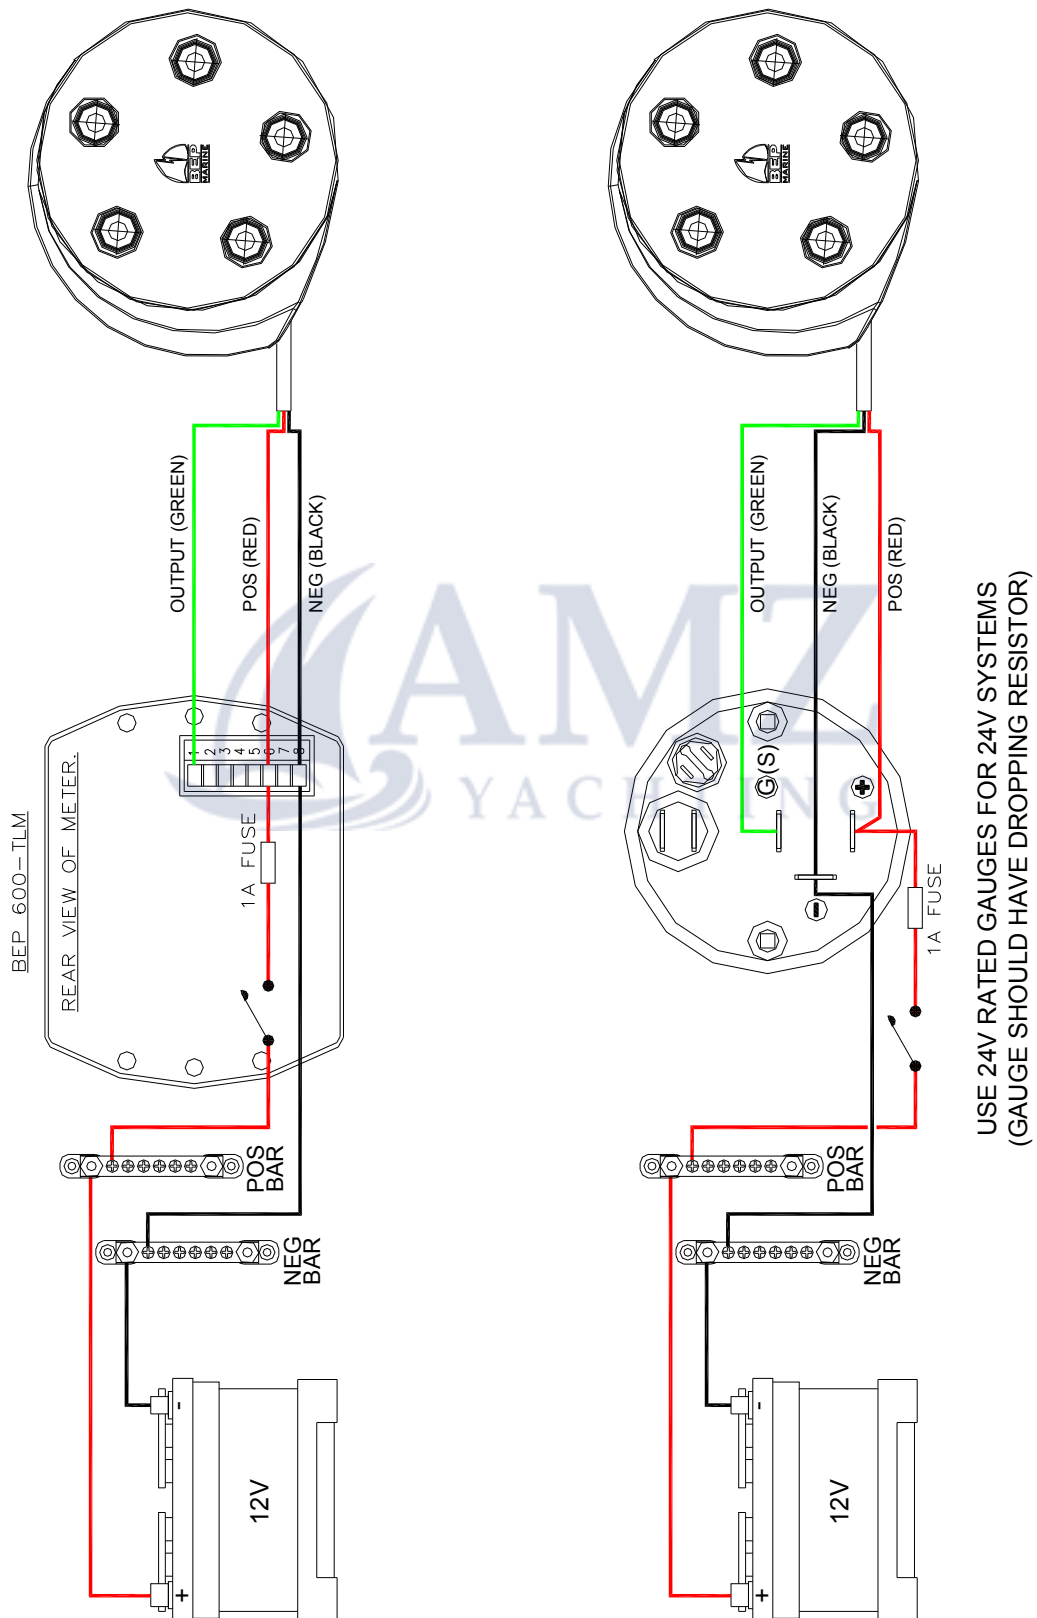 BEP
MARINE
BEP
MARINE
OUTPUT (GREEN)
POS (RED)
NEG (BLACK)
OUTPUT (GREEN)
NEG (BLACK)
POS (RED)
AMZ
YACHTING
BEP 600-TLM
REAR VIEW OF METER.
1
2
3
4
5
6
7
8
1A FUSE
G(S)
+
-
1A FUSE
USE 24V RATED GAUGES FOR 24V SYSTEMS
(GAUGE SHOULD HAVE DROPPING RESISTOR)
POS
BAR
NEG
BAR
POS
BAR
NEG
BAR
-
12V
+
-
12V
+